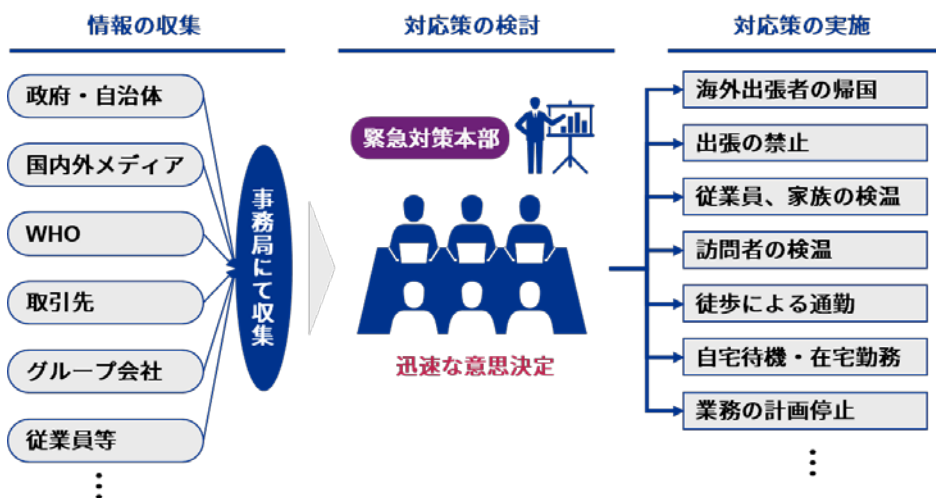 情報の収集
対応策の検討
対応策の実施
政府・自治体
国内外メディア
WHO
取引先
グループ会社
従業員等
事務局にて収集
緊急対策本部
迅速な意思決定
海外出張者の帰国
出張の禁止
従業員、家族の検温
訪問者の検温
徒歩による通勤
自宅待機・在宅勤務
業務の計画停止